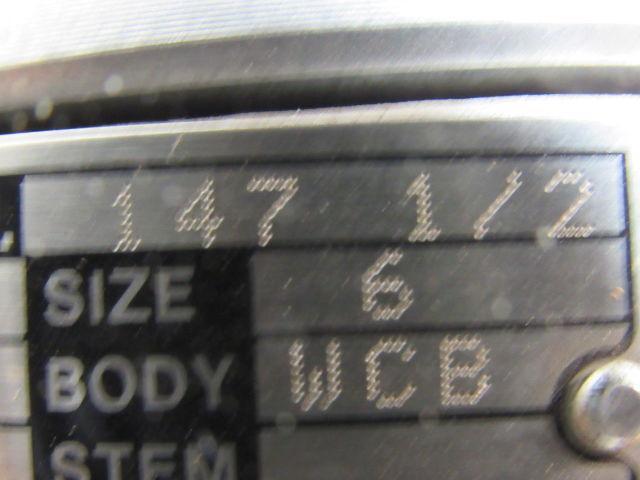 147 1/2
SIZE 6
BODY WCB
STEM